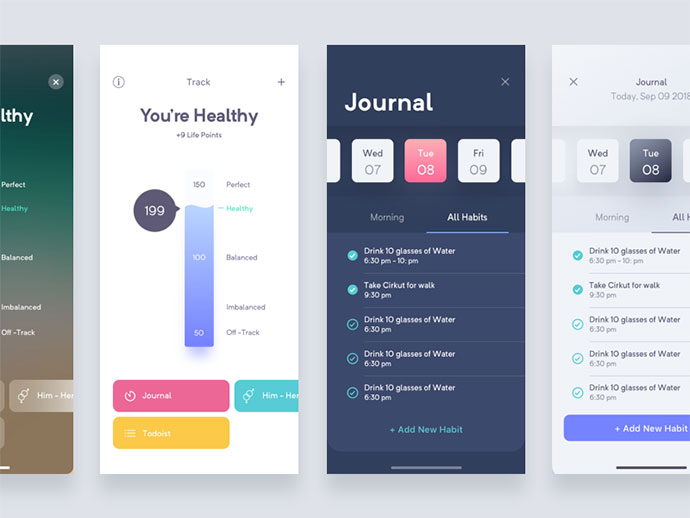 lthy
Perfect
Healthy
Balanced
Imbalanced
Off -Track
Him - Her
Track
You're Healthy
+9 Life Points
150
Perfect
199
Healthy
100
Balanced
Imbalanced
50
Off -Track
Journal
Him - Her
Todoist
Journal
Wed
07
Tue
08
Fri
09
Morning
All Habits
Drink 10 glasses of Water
6:30 pm - 10: pm
Take Cirkut for walk
9:30 pm
Drink 10 glasses of Water
6:30 pm
Drink 10 glasses of Water
6:30 pm
Drink 10 glasses of Water
6:30 pm
+ Add New Habit
Journal
Today, Sep 09 2018
Wed
07
Tue
08
Morning
Drink 10 glasses of Water
6:30 pm - 10: pm
Take Cirkut for walk
9:30 pm
Drink 10 glasses of Water
6:30 pm
Drink 10 glasses of Water
6:30 pm
Drink 10 glasses of Water
6:30 pm
+ Add New Habit